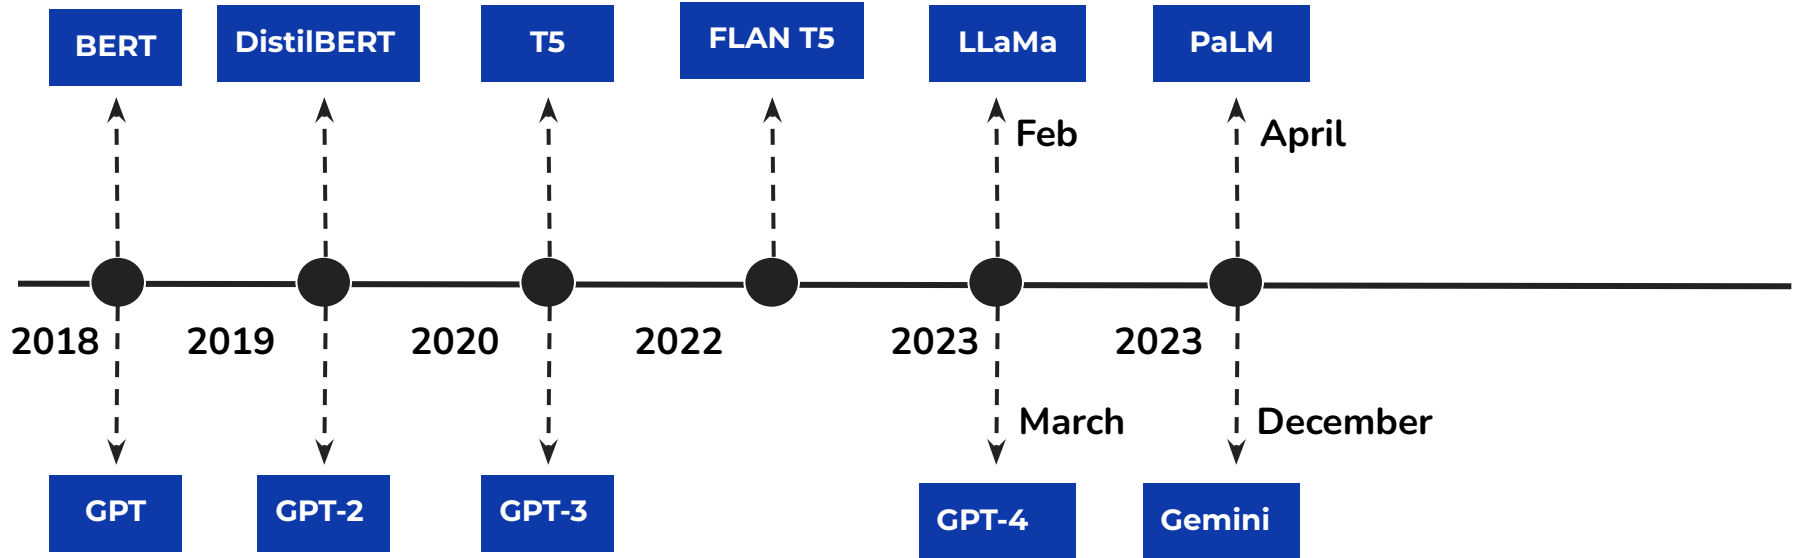 BERT
DistilBERT
T5
FLAN T5
LLaMa
PaLM
Feb
April
2018
2019
2020
2022
2023
2023
March
December
GPT
GPT-2
GPT-3
GPT-4
Gemini